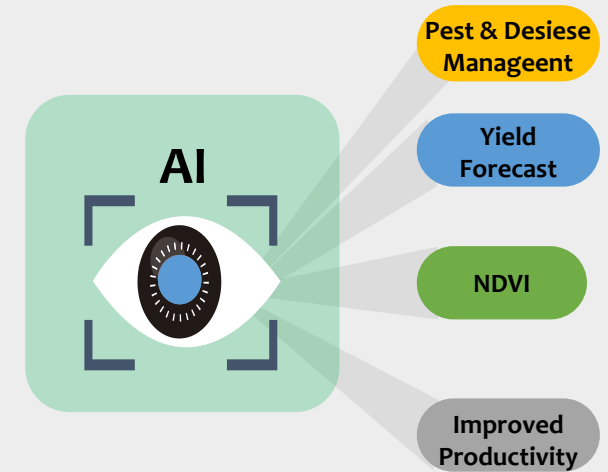 Pest & Desiese
Manageent
AI
Yield
Forecast
NDVI
Improved
Productivity